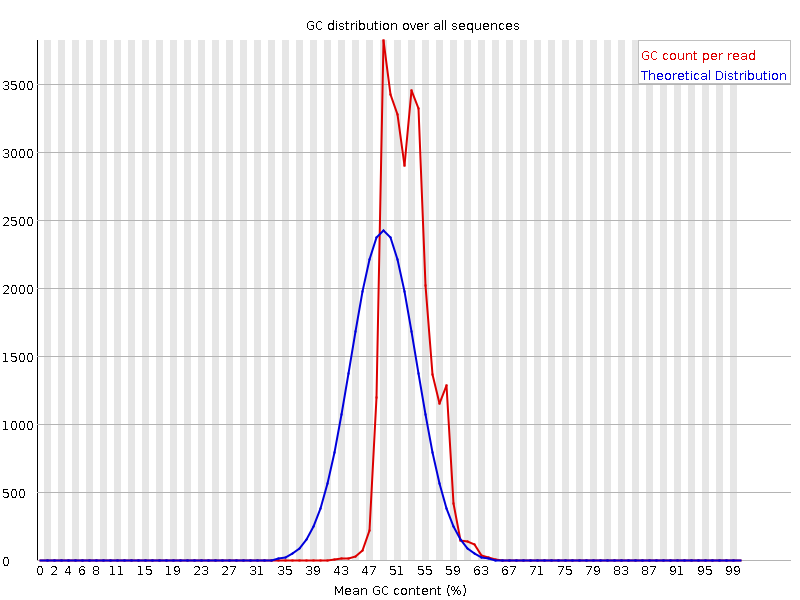 GC distribution over all sequences
GC count per read
Theoretical Distribution
3500
3000
2500
2000
1500
1000
500
0
0 2 4 6 8 11 15 19 23 27 31 35 39 43 47 51 55 59 63 67 71 75 79 83 87 91 95 99
Mean GC content (%)